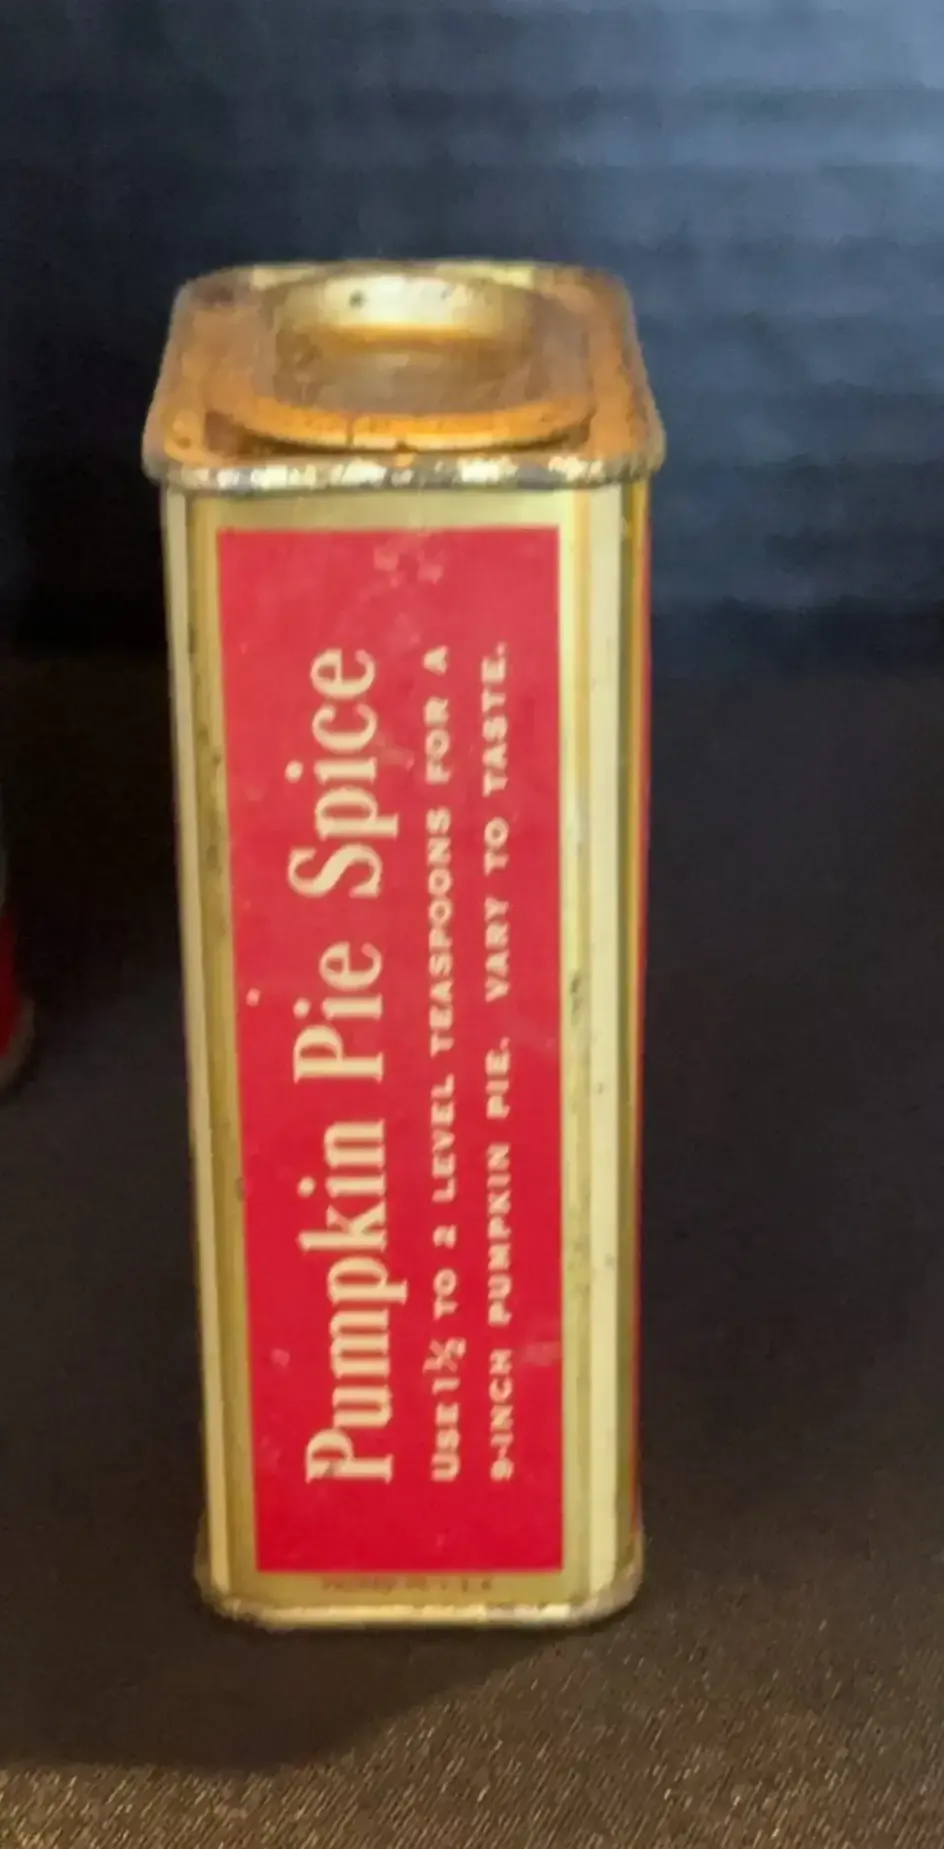 Pumpkin Pie Spice
USE 1½ TO 2 LEVEL TEASPOONS FOR A
9-INCH PUMPKIN PIE. VARY TO TASTE.